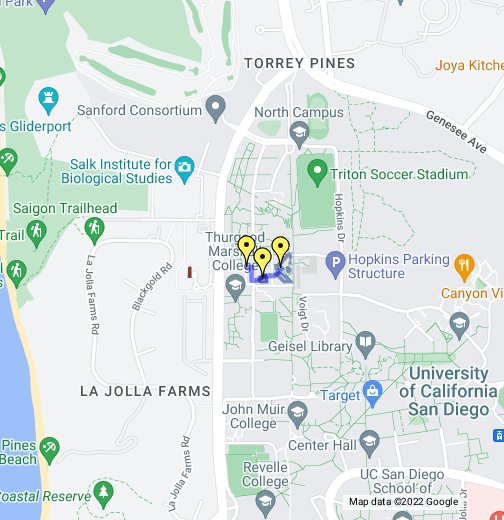 Park
TORREY PINES
Joya Kitchen
Sanford Consortium
North Campus
Genesee Ave
s Gliderport
Salk Institute for
Biological Studies
Triton Soccer Stadium
Saigon Trailhead
Hopkins Dr
Trail
Thurgood
Marshall
College
Hopkins Parking
Structure
La Jolla Farms Rd
Blackgold Rd
Canyon Vi
Voigt Dr
Geisel Library
University
of California
San Diego
LA JOLLA FARMS
Target
John Muir
College
Pines
Beach
La Jolla Farms Rd
Center Hall
Revelle
College
UC San Diego
School of
Coastal Reserve
Map data ©2022 Google